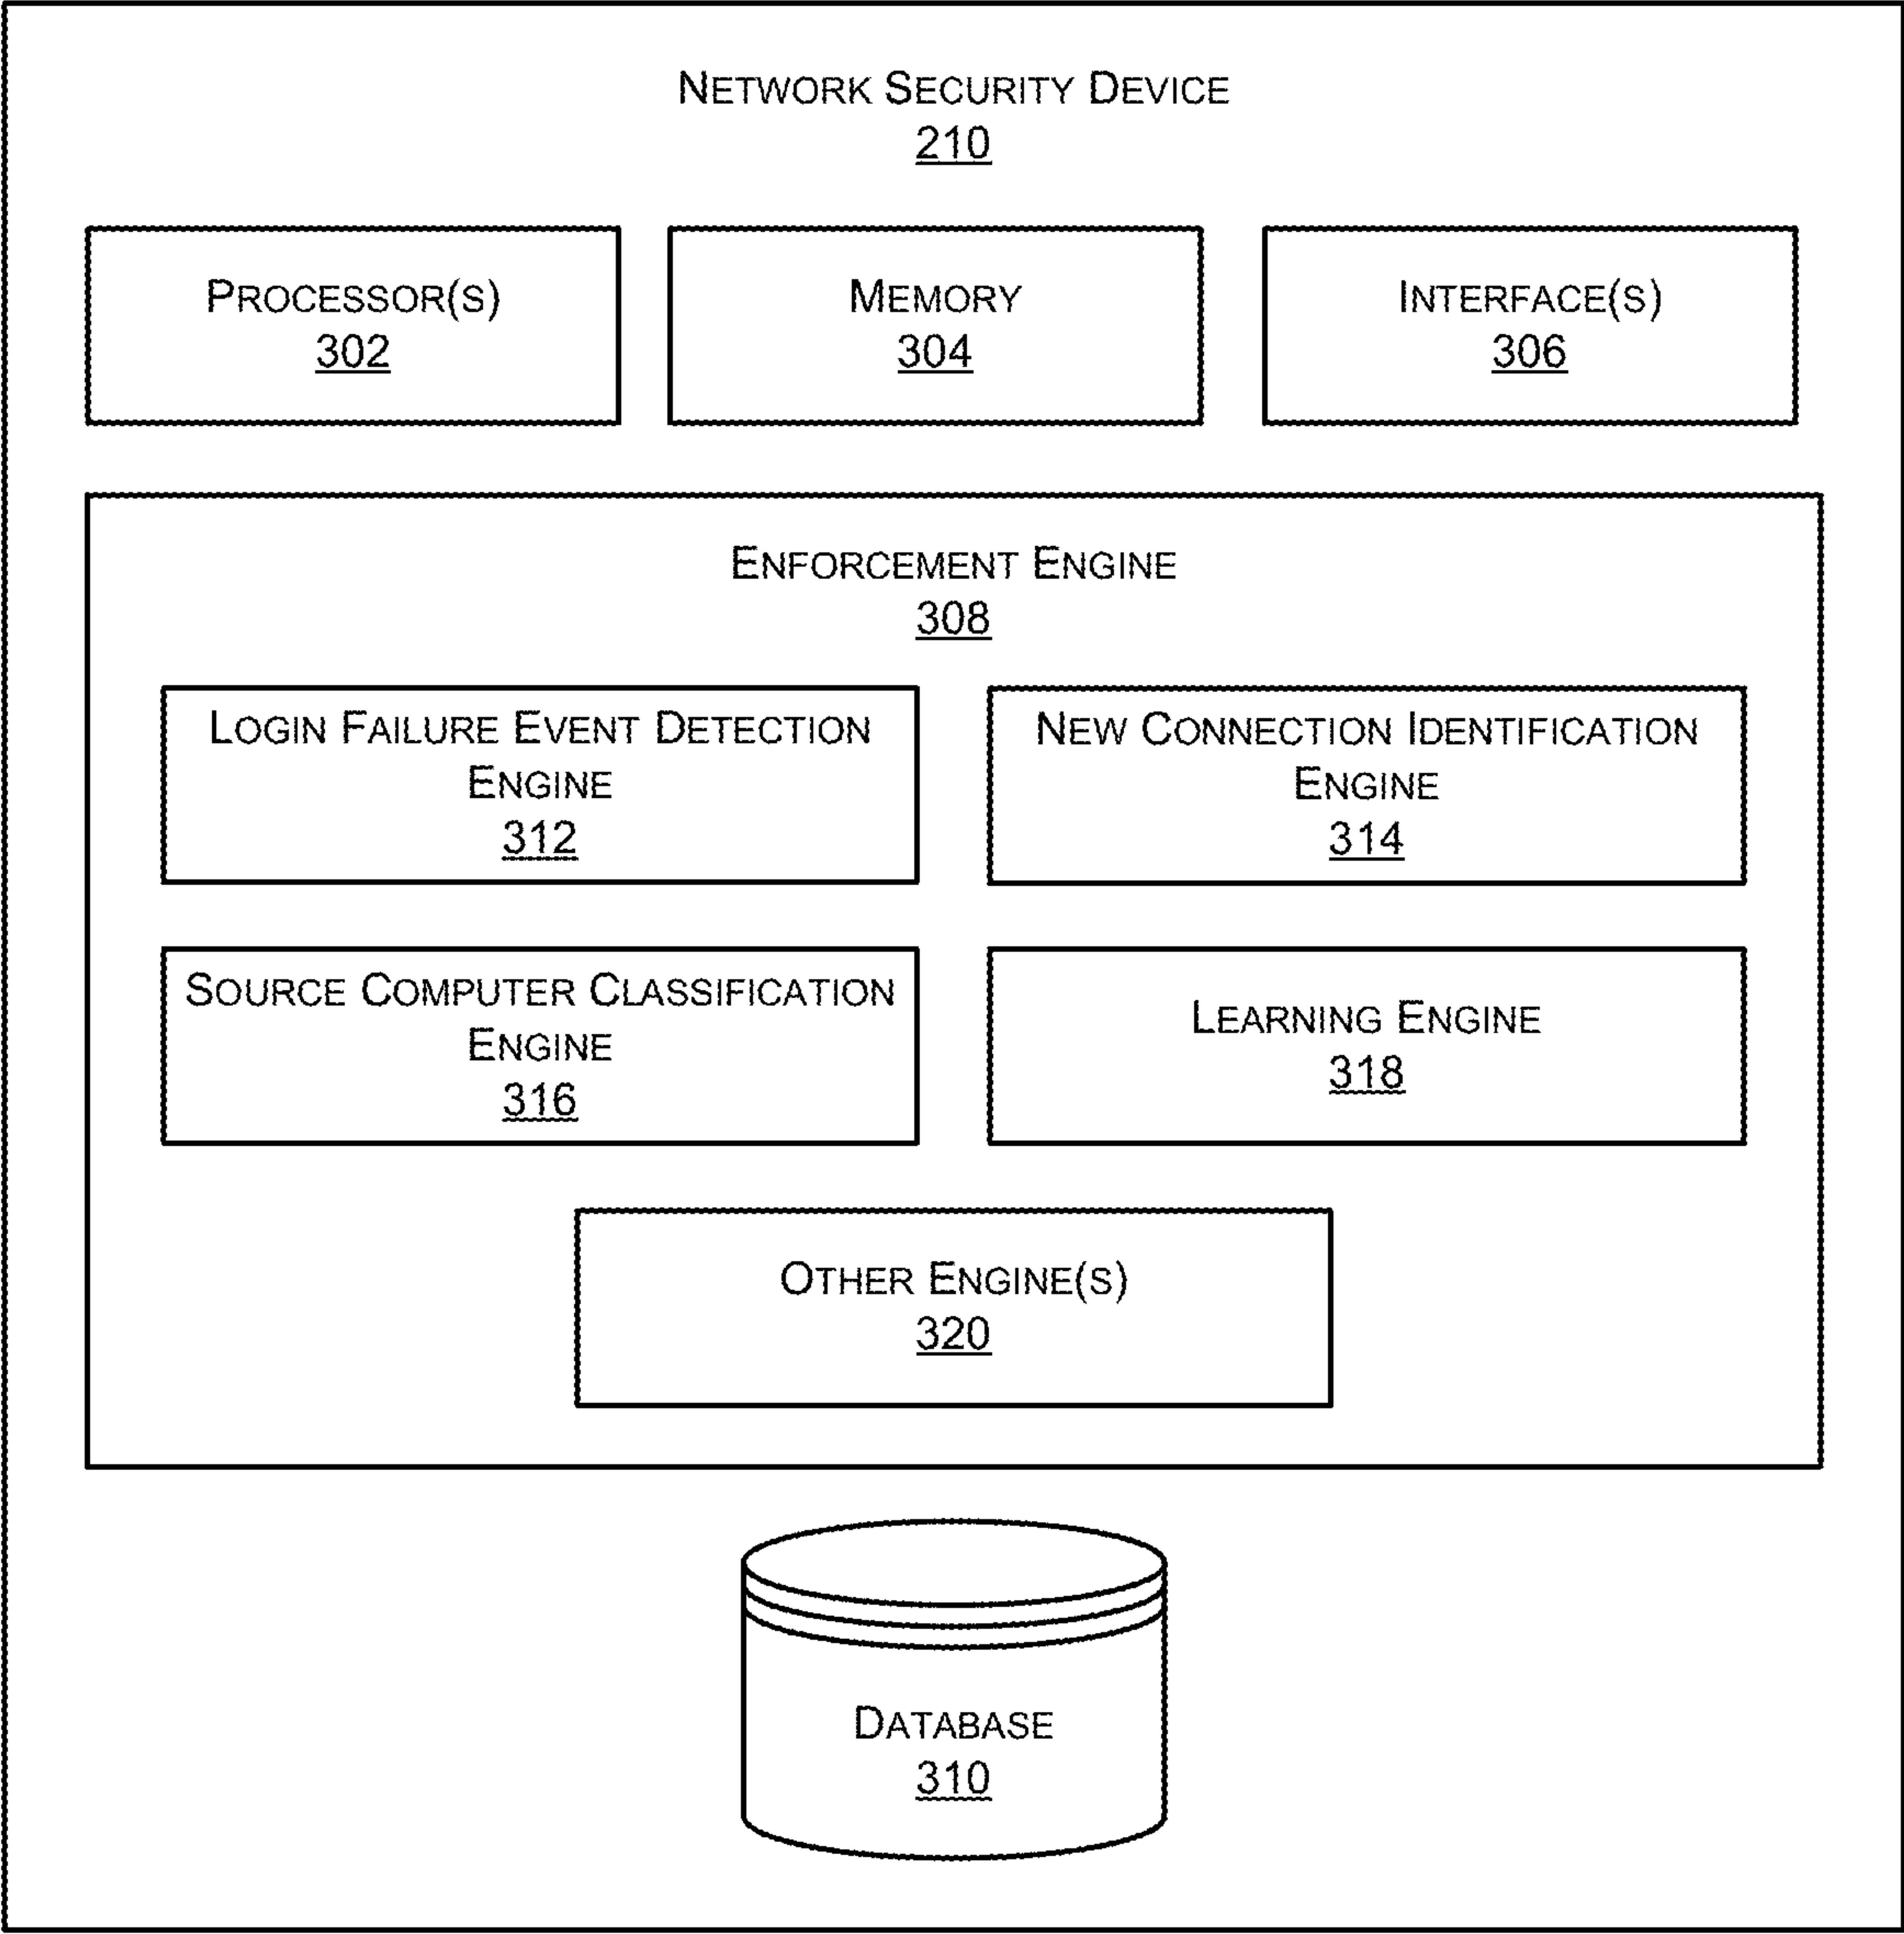 NETWORK SECURITY DEVICE
210
PROCESSOR(S)
302
MEMORY
304
INTERFACE(S)
306
ENFORCEMENT ENGINE
308
LOGIN FAILURE EVENT DETECTION
ENGINE
312
NEW CONNECTION IDENTIFICATION
ENGINE
314
SOURCE COMPUTER CLASSIFICATION
ENGINE
316
LEARNING ENGINE
318
OTHER ENGINE(S)
320
DATABASE
310